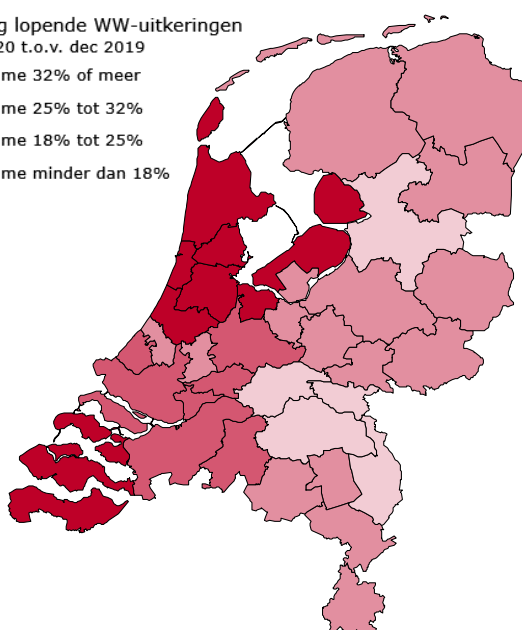 g lopende WW-uitkeringen
20 t.o.v. dec 2019
me 32% of meer
me 25% tot 32%
me 18% tot 25%
me minder dan 18%